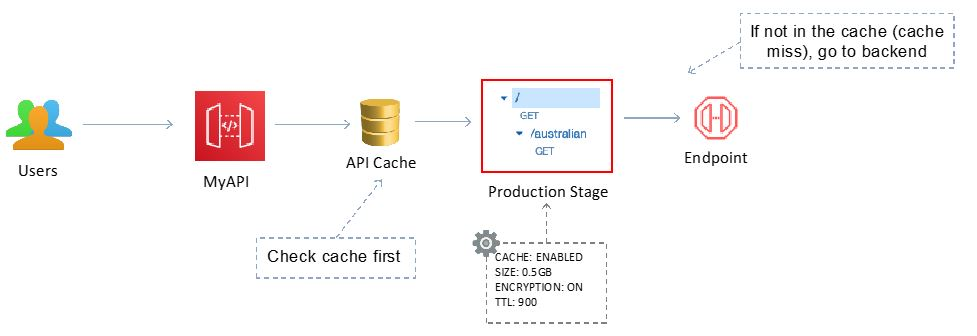 If not in the cache (cache
miss), go to backend
Users
MyAPI
API Cache
/
GET
/australian
GET
Production Stage
Endpoint
Check cache first
CACHE: ENABLED
SIZE: 0.5GB
ENCRYPTION: ON
TTL: 900